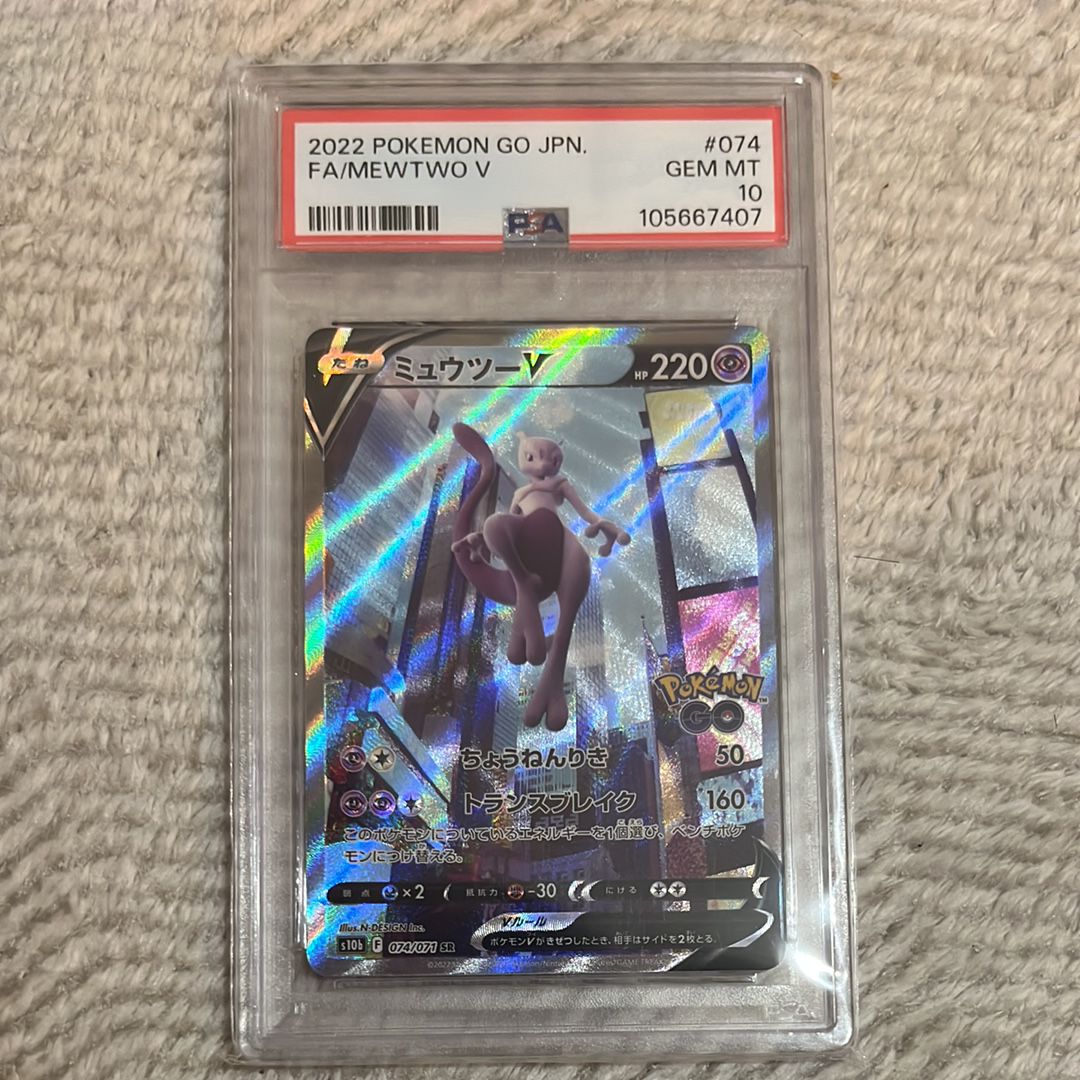 2022 POKEMON GO JPN. #074
FA/MEWTWO V GEM MT
10
105667407
PSA
たね ミュウツーV HP 220
Pokémon
GO
ちょうねんりき 50
トランスブレイク 160
このポケモンについているエネルギーを1個選び、ベンチポケ
モンにつけ替える。
弱点 ×2 抵抗力 -30 にげる
Vルール
ポケモンVがきぜつしたとき、相手はサイドを2枚とる。
Illus.N-DESIGN Inc.
s10b F 074/071 SR
©2022